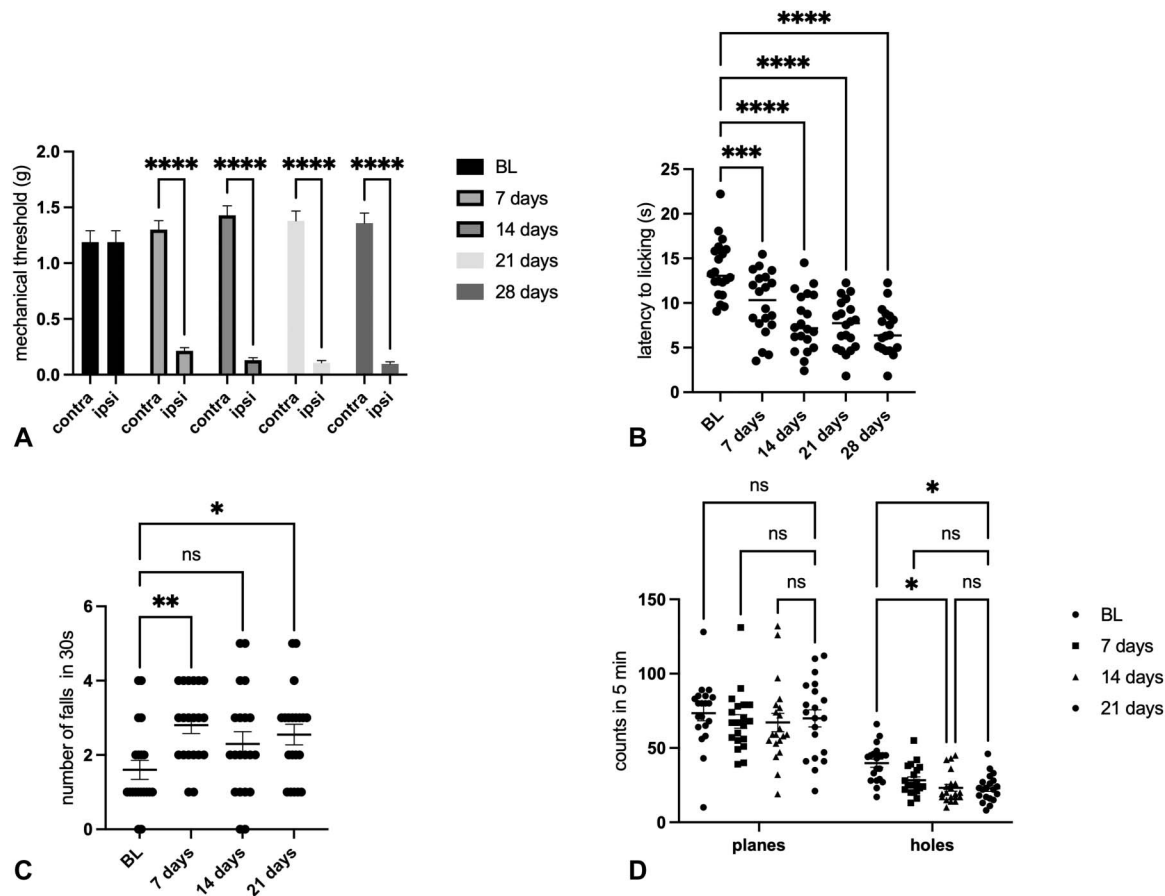 mechanical threshold (g)
2.0
1.5
1.0
0.5
0.0
**** **** **** ****
contra ipsi contra ipsi contra ipsi contra ipsi contra ipsi
BL
7 days
14 days
21 days
28 days
A
****
****
****
***
latency to licking (s)
25
20
15
10
5
0
BL 7 days 14 days 21 days 28 days
B
*
ns
**
number of falls in 30s
6
4
2
0
BL 7 days 14 days 21 days
C
ns *
ns ns
ns * ns
counts in 5 min
150
100
50
0
planes holes
BL
7 days
14 days
21 days
D